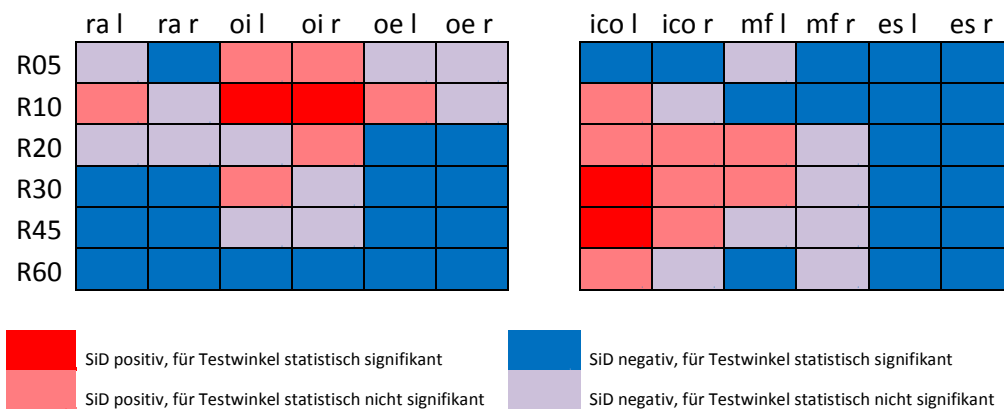 ra l ra r oi l oi r oe l oe r ico l ico r mf l mf r es l es r
R05
R10
R20
R30
R45
R60
SiD positiv, für Testwinkel statistisch signifikant SiD negativ, für Testwinkel statistisch signifikant
SiD positiv, für Testwinkel statistisch nicht signifikant SiD negativ, für Testwinkel statistisch nicht signifikant